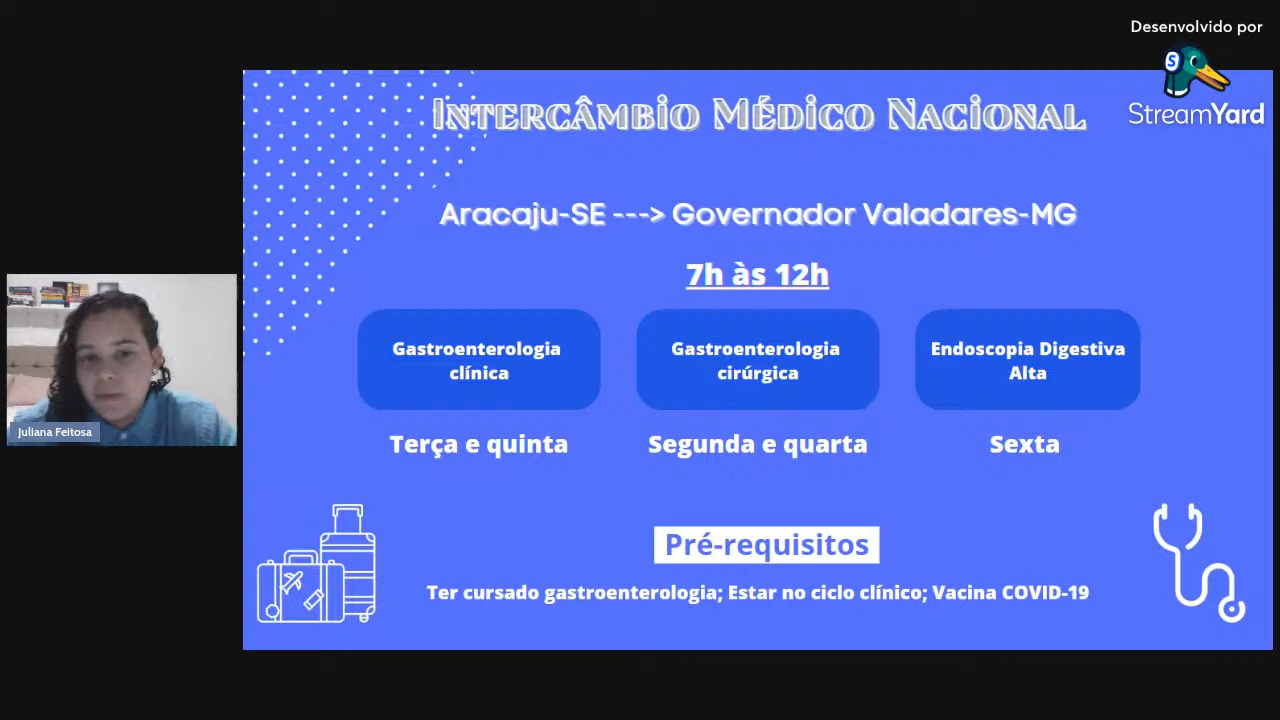 Desenvolvido por
StreamYard
Intercâmbio Médico Nacional
Aracaju-SE ---> Governador Valadares-MG
7h às 12h
Gastroenterologia
clínica
Gastroenterologia
cirúrgica
Endoscopia Digestiva
Alta
Terça e quinta
Segunda e quarta
Sexta
Juliana Feitosa
Pré-requisitos
Ter cursado gastroenterologia; Estar no ciclo clínico; Vacina COVID-19